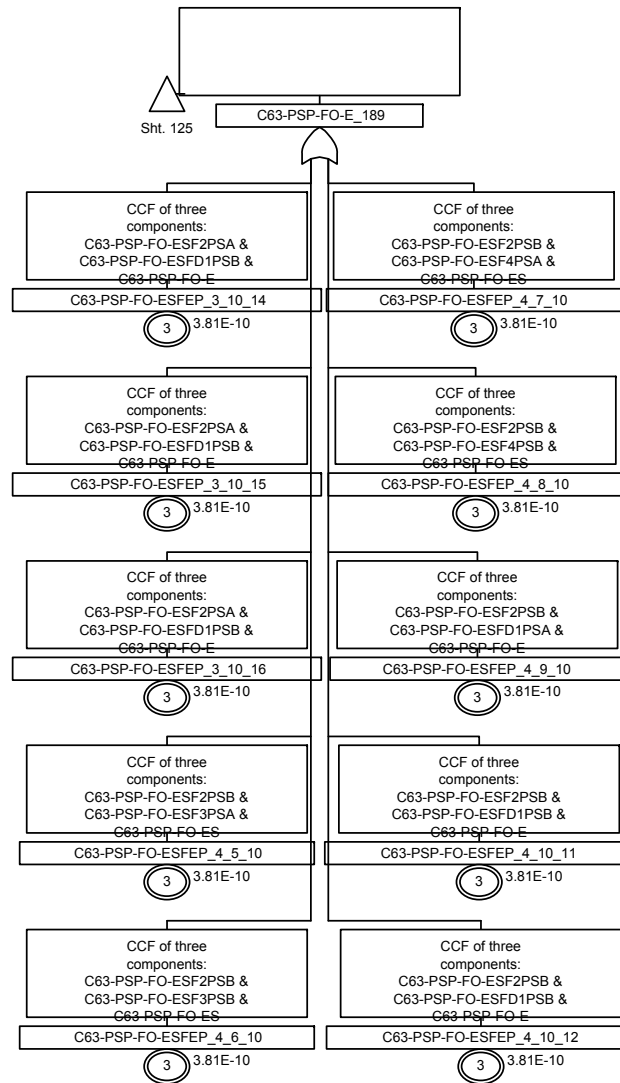 C63-PSP-FO-E_189
Sht. 125
CCF of three
components:
C63-PSP-FO-ESF2PSA &
C63-PSP-FO-ESFD1PSB &
C63-PSP-FO-E
C63-PSP-FO-ESFEP_3_10_14
3
3.81E-10
CCF of three
components:
C63-PSP-FO-ESF2PSB &
C63-PSP-FO-ESF4PSA &
C63-PSP-FO-ES
C63-PSP-FO-ESFEP_4_7_10
3
3.81E-10
CCF of three
components:
C63-PSP-FO-ESF2PSA &
C63-PSP-FO-ESFD1PSB &
C63-PSP-FO-E
C63-PSP-FO-ESFEP_3_10_15
3
3.81E-10
CCF of three
components:
C63-PSP-FO-ESF2PSB &
C63-PSP-FO-ESF4PSB &
C63-PSP-FO-ES
C63-PSP-FO-ESFEP_4_8_10
3
3.81E-10
CCF of three
components:
C63-PSP-FO-ESF2PSA &
C63-PSP-FO-ESFD1PSB &
C63-PSP-FO-E
C63-PSP-FO-ESFEP_3_10_16
3
3.81E-10
CCF of three
components:
C63-PSP-FO-ESF2PSB &
C63-PSP-FO-ESFD1PSA &
C63-PSP-FO-E
C63-PSP-FO-ESFEP_4_9_10
3
3.81E-10
CCF of three
components:
C63-PSP-FO-ESF2PSB &
C63-PSP-FO-ESF3PSA &
C63-PSP-FO-ES
C63-PSP-FO-ESFEP_4_5_10
3
3.81E-10
CCF of three
components:
C63-PSP-FO-ESF2PSB &
C63-PSP-FO-ESFD1PSB &
C63-PSP-FO-E
C63-PSP-FO-ESFEP_4_10_11
3
3.81E-10
CCF of three
components:
C63-PSP-FO-ESF2PSB &
C63-PSP-FO-ESF3PSB &
C63-PSP-FO-ES
C63-PSP-FO-ESFEP_4_6_10
3
3.81E-10
CCF of three
components:
C63-PSP-FO-ESF2PSB &
C63-PSP-FO-ESFD1PSB &
C63-PSP-FO-E
C63-PSP-FO-ESFEP_4_10_12
3
3.81E-10